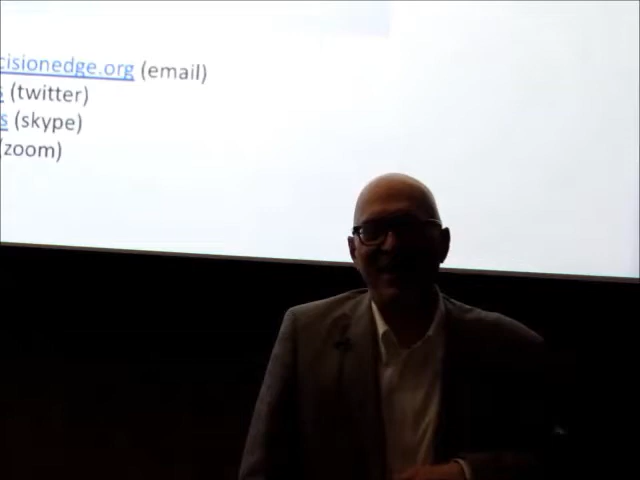 cisionedge.org (email)
s (twitter)
s (skype)
(zoom)